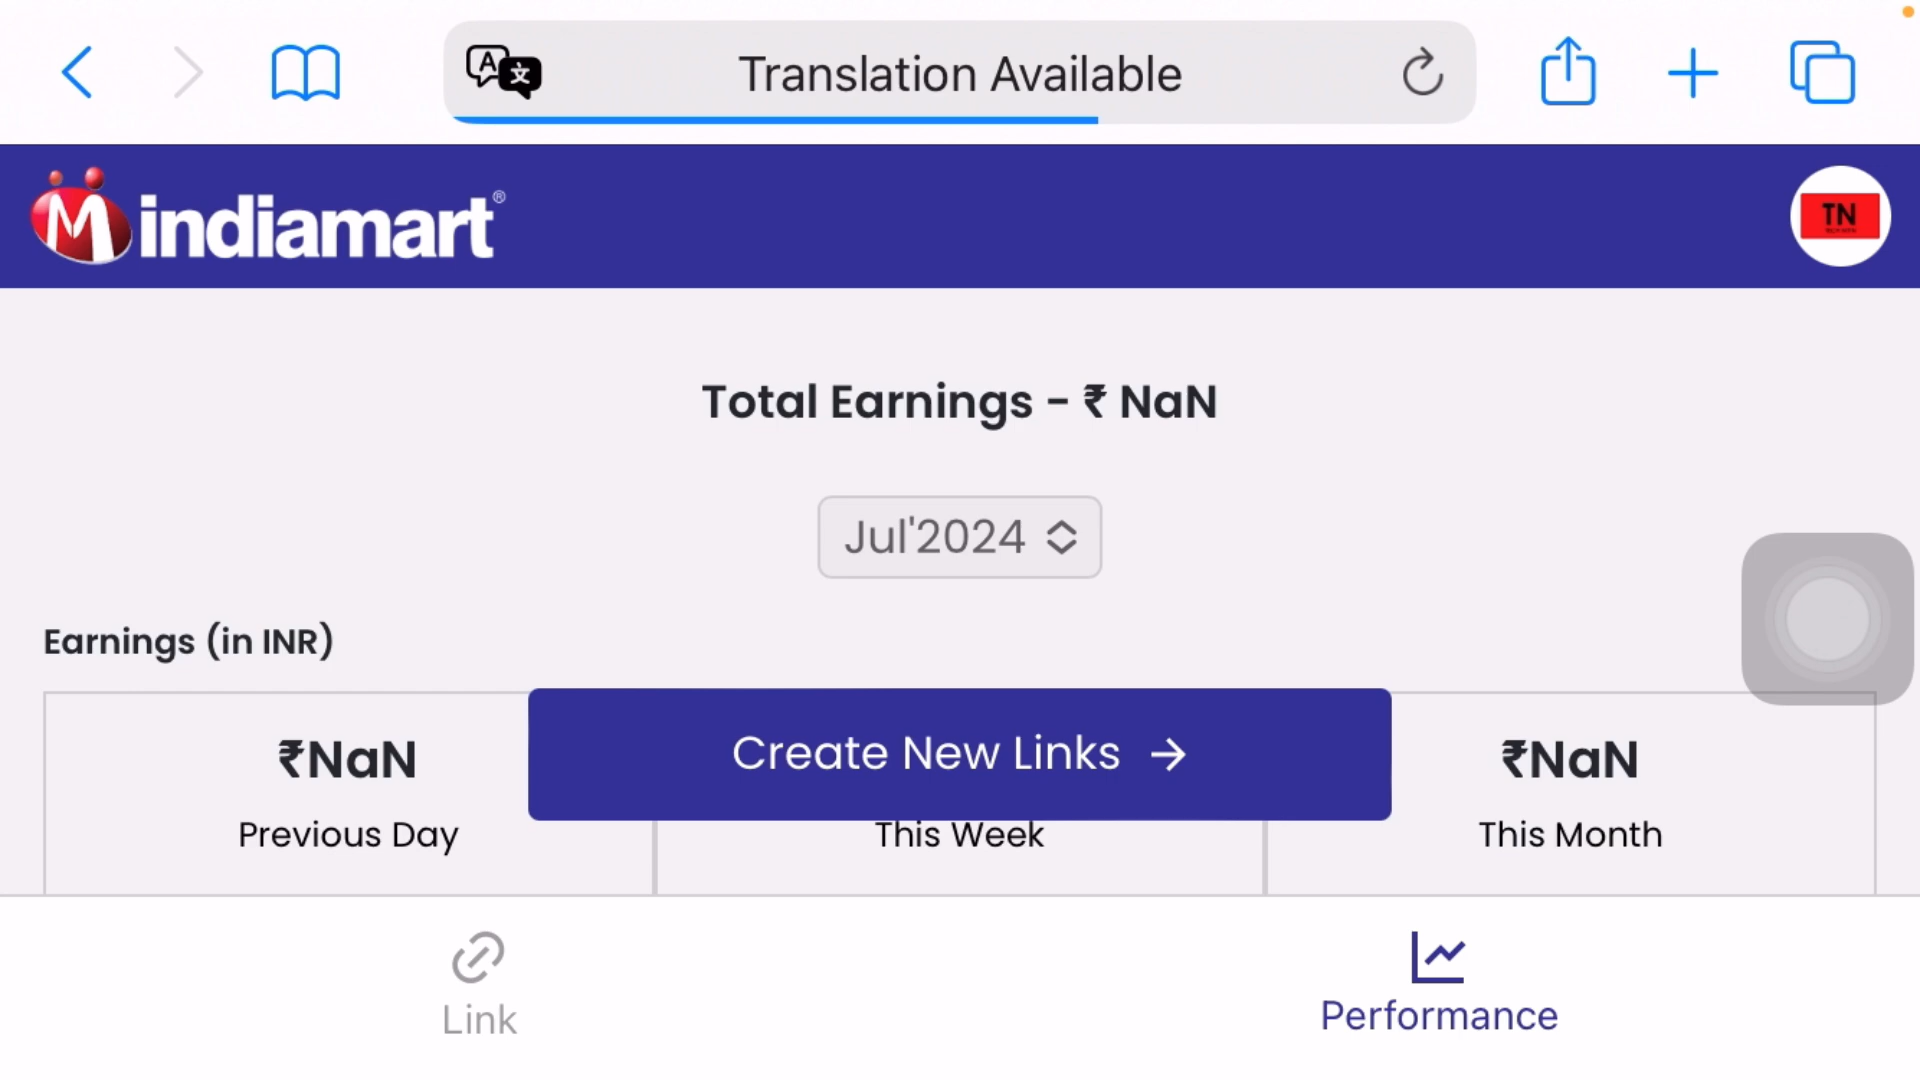 Translation Available
indiamart®
TN
Total Earnings - ₹ NaN
Jul'2024
Earnings (in INR)
₹NaN
Previous Day
Create New Links →
This Week
₹NaN
This Month
Link
Performance